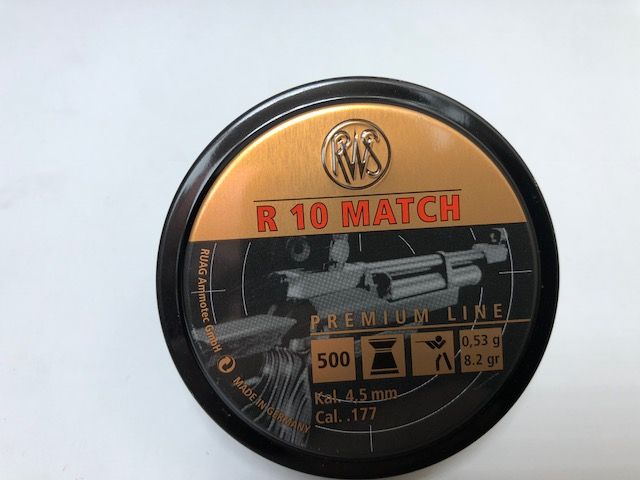 RWS
R 10 MATCH
PREMIUM LINE
500
0,53 g
8.2 gr
Kal. 4,5 mm
Cal. .177
RUAG Ammotec GmbH
MADE IN GERMANY